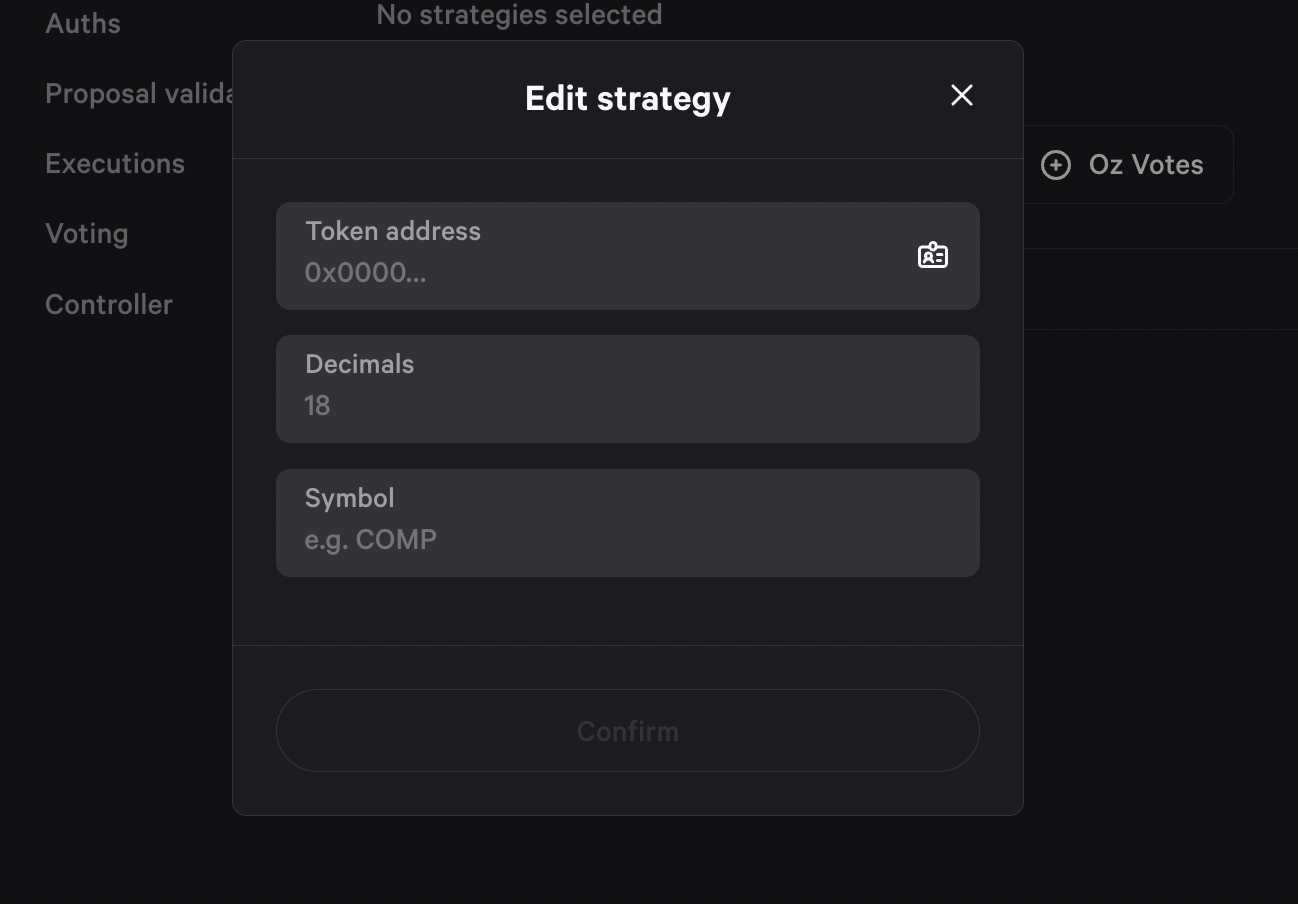 Auths
No strategies selected
Proposal valida
Executions
Voting
Controller
Edit strategy
Oz Votes
Token address
0x0000...
Decimals
18
Symbol
e.g. COMP
Confirm